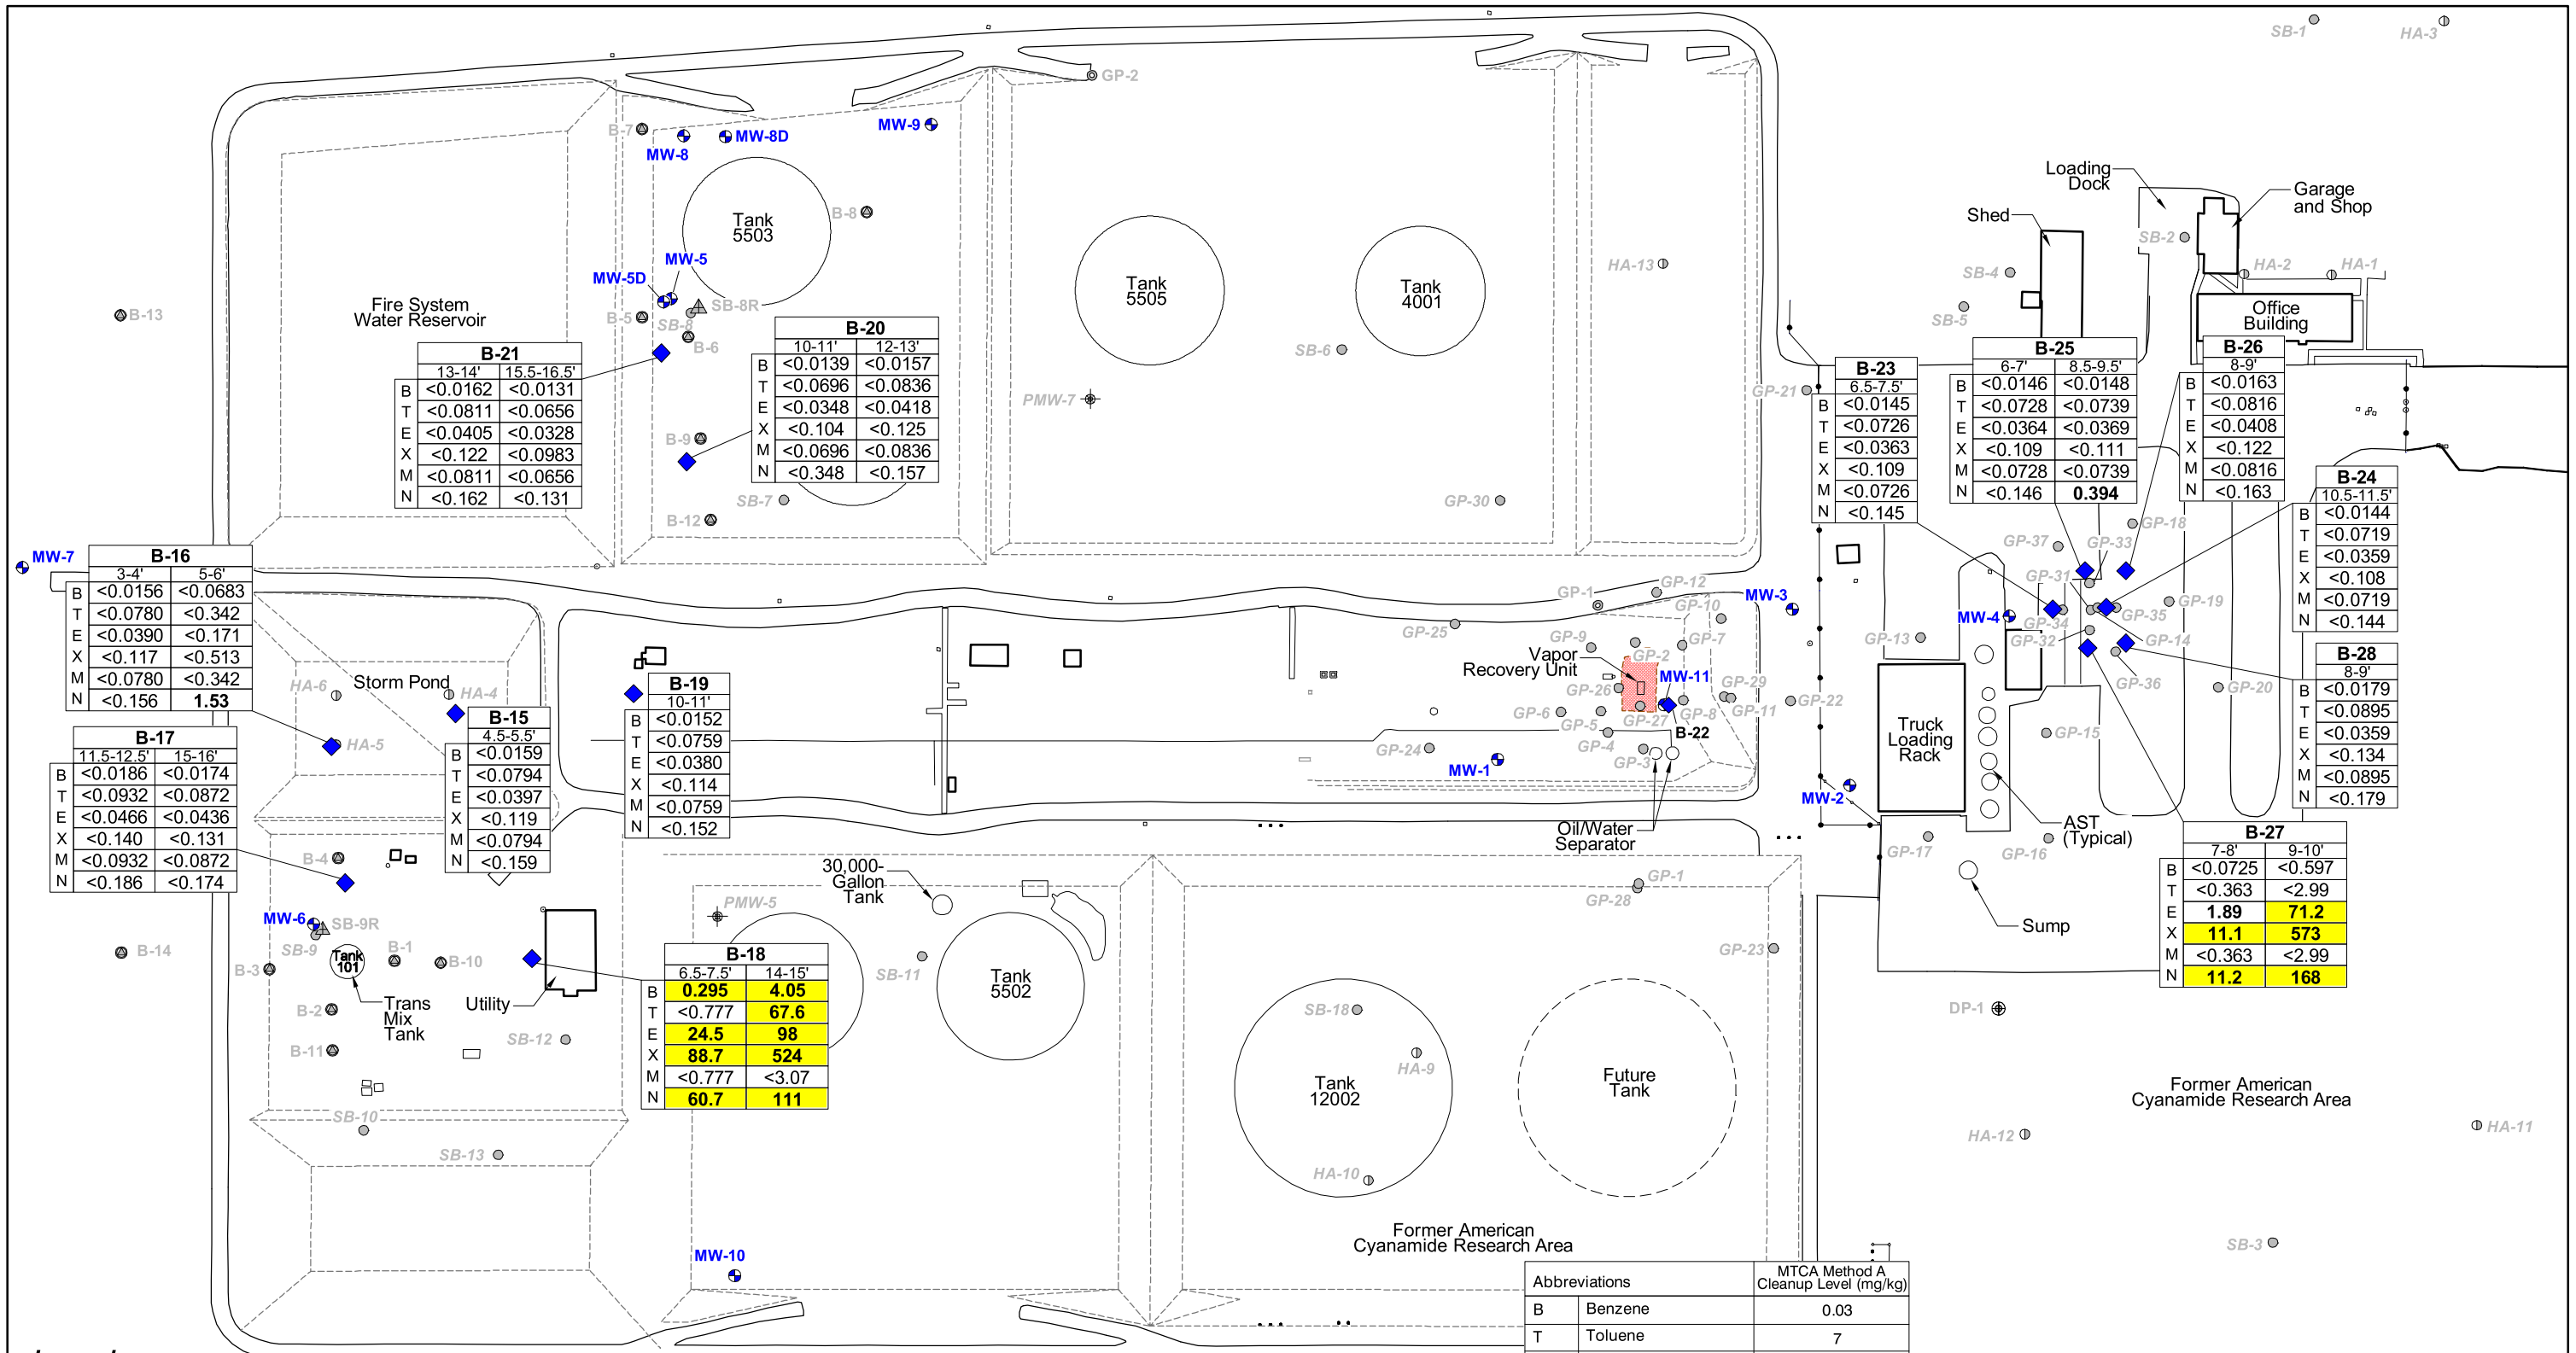 SB-1
HA-3
GP-2
B-7
MW-8
MW-8D
MW-9
Tank
5503
B-8
MW-5
MW-5D
SB-8R
SB-8
B-5
B-6
B-13
Fire System
Water Reservoir
Tank
5505
Tank
4001
HA-13
SB-6
PMW-7
GP-30
SB-7
B-9
B-12
Loading
Dock
Garage
and Shop
Shed
SB-2
SB-4
SB-5
HA-2
HA-1
Office
Building
B-21
13-14' 15.5-16.5'
B <0.0162 <0.0131
T <0.0811 <0.0656
E <0.0405 <0.0328
X <0.122 <0.0983
M <0.0811 <0.0656
N <0.162 <0.131
B-20
10-11' 12-13'
B <0.0139 <0.0157
T <0.0696 <0.0836
E <0.0348 <0.0418
X <0.104 <0.125
M <0.0696 <0.0836
N <0.348 <0.157
GP-21
B-23
6.5-7.5'
B <0.0145
T <0.0726
E <0.0363
X <0.109
M <0.0726
N <0.145
B-25
6-7' 8.5-9.5'
B <0.0146 <0.0148
T <0.0728 <0.0739
E <0.0364 <0.0369
X <0.109 <0.111
M <0.0728 <0.0739
N <0.146 0.394
B-26
8-9'
B <0.0163
T <0.0816
E <0.0408
X <0.122
M <0.0816
N <0.163
B-24
10.5-11.5'
B <0.0144
T <0.0719
E <0.0359
X <0.108
M <0.0719
N <0.144
MW-7
B-16
3-4' 5-6'
B <0.0156 <0.0683
T <0.0780 <0.342
E <0.0390 <0.171
X <0.117 <0.513
M <0.0780 <0.342
N <0.156 1.53
HA-6
Storm Pond
HA-4
HA-5
B-17
11.5-12.5' 15-16'
B <0.0186 <0.0174
T <0.0932 <0.0872
E <0.0466 <0.0436
X <0.140 <0.131
M <0.0932 <0.0872
N <0.186 <0.174
B-15
4.5-5.5'
B <0.0159
T <0.0794
E <0.0397
X <0.119
M <0.0794
N <0.159
B-19
10-11'
B <0.0152
T <0.0759
E <0.0380
X <0.114
M <0.0759
N <0.152
GP-12
GP-1
GP-10
GP-25
GP-9
GP-7
GP-2
Vapor
Recovery Unit
MW-11
GP-26
GP-29
GP-6
GP-5
GP-27
GP-8
GP-11
GP-22
B-22
GP-4
GP-3
GP-24
MW-1
MW-3
MW-2
Oil/Water
Separator
GP-18
GP-37
GP-33
GP-31
GP-19
GP-35
MW-4
GP-34
GP-32
GP-14
GP-13
GP-36
GP-20
GP-15
Truck
Loading
Rack
AST
(Typical)
GP-17
GP-16
Sump
B-28
8-9'
B <0.0179
T <0.0895
E <0.0359
X <0.134
M <0.0895
N <0.179
B-27
7-8' 9-10'
B <0.0725 <0.597
T <0.363 <2.99
E 1.89 71.2
X 11.1 573
M <0.363 <2.99
N 11.2 168
B-4
MW-6
SB-9R
SB-9
B-14
B-3
Tank
101
B-1
B-10
B-2
B-11
Trans
Mix
Tank
Utility
SB-12
SB-10
SB-13
30,000-
Gallon
Tank
PMW-5
SB-11
Tank
5502
B-18
6.5-7.5' 14-15'
B 0.295 4.05
T <0.777 67.6
E 24.5 98
X 88.7 524
M <0.777 <3.07
N 60.7 111
GP-1
GP-28
GP-23
SB-18
HA-9
Tank
12002
Future
Tank
HA-10
DP-1
Former American
Cyanamide Research Area
HA-12
HA-11
SB-3
MW-10
Former American
Cyanamide Research Area
Abbreviations
MTCA Method A
Cleanup Level (mg/kg)
B Benzene 0.03
T Toluene 7